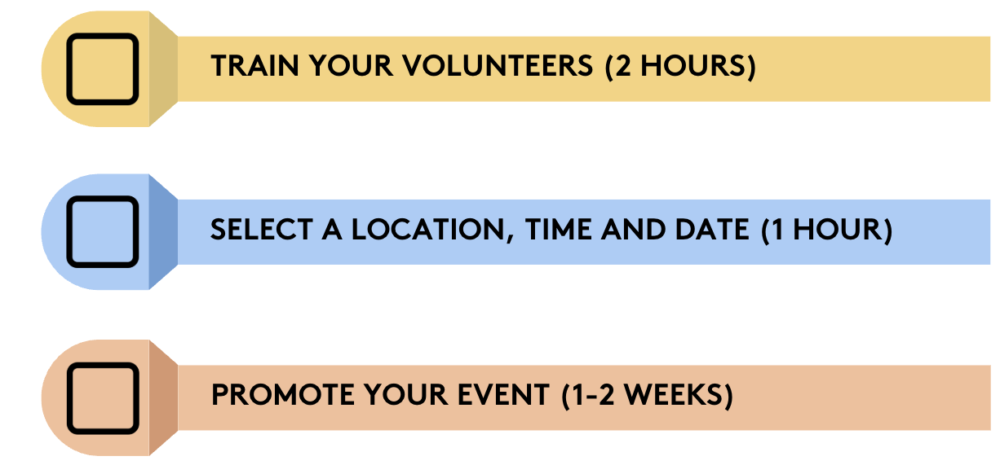 TRAIN YOUR VOLUNTEERS (2 HOURS)
SELECT A LOCATION, TIME AND DATE (1 HOUR)
PROMOTE YOUR EVENT (1-2 WEEKS)